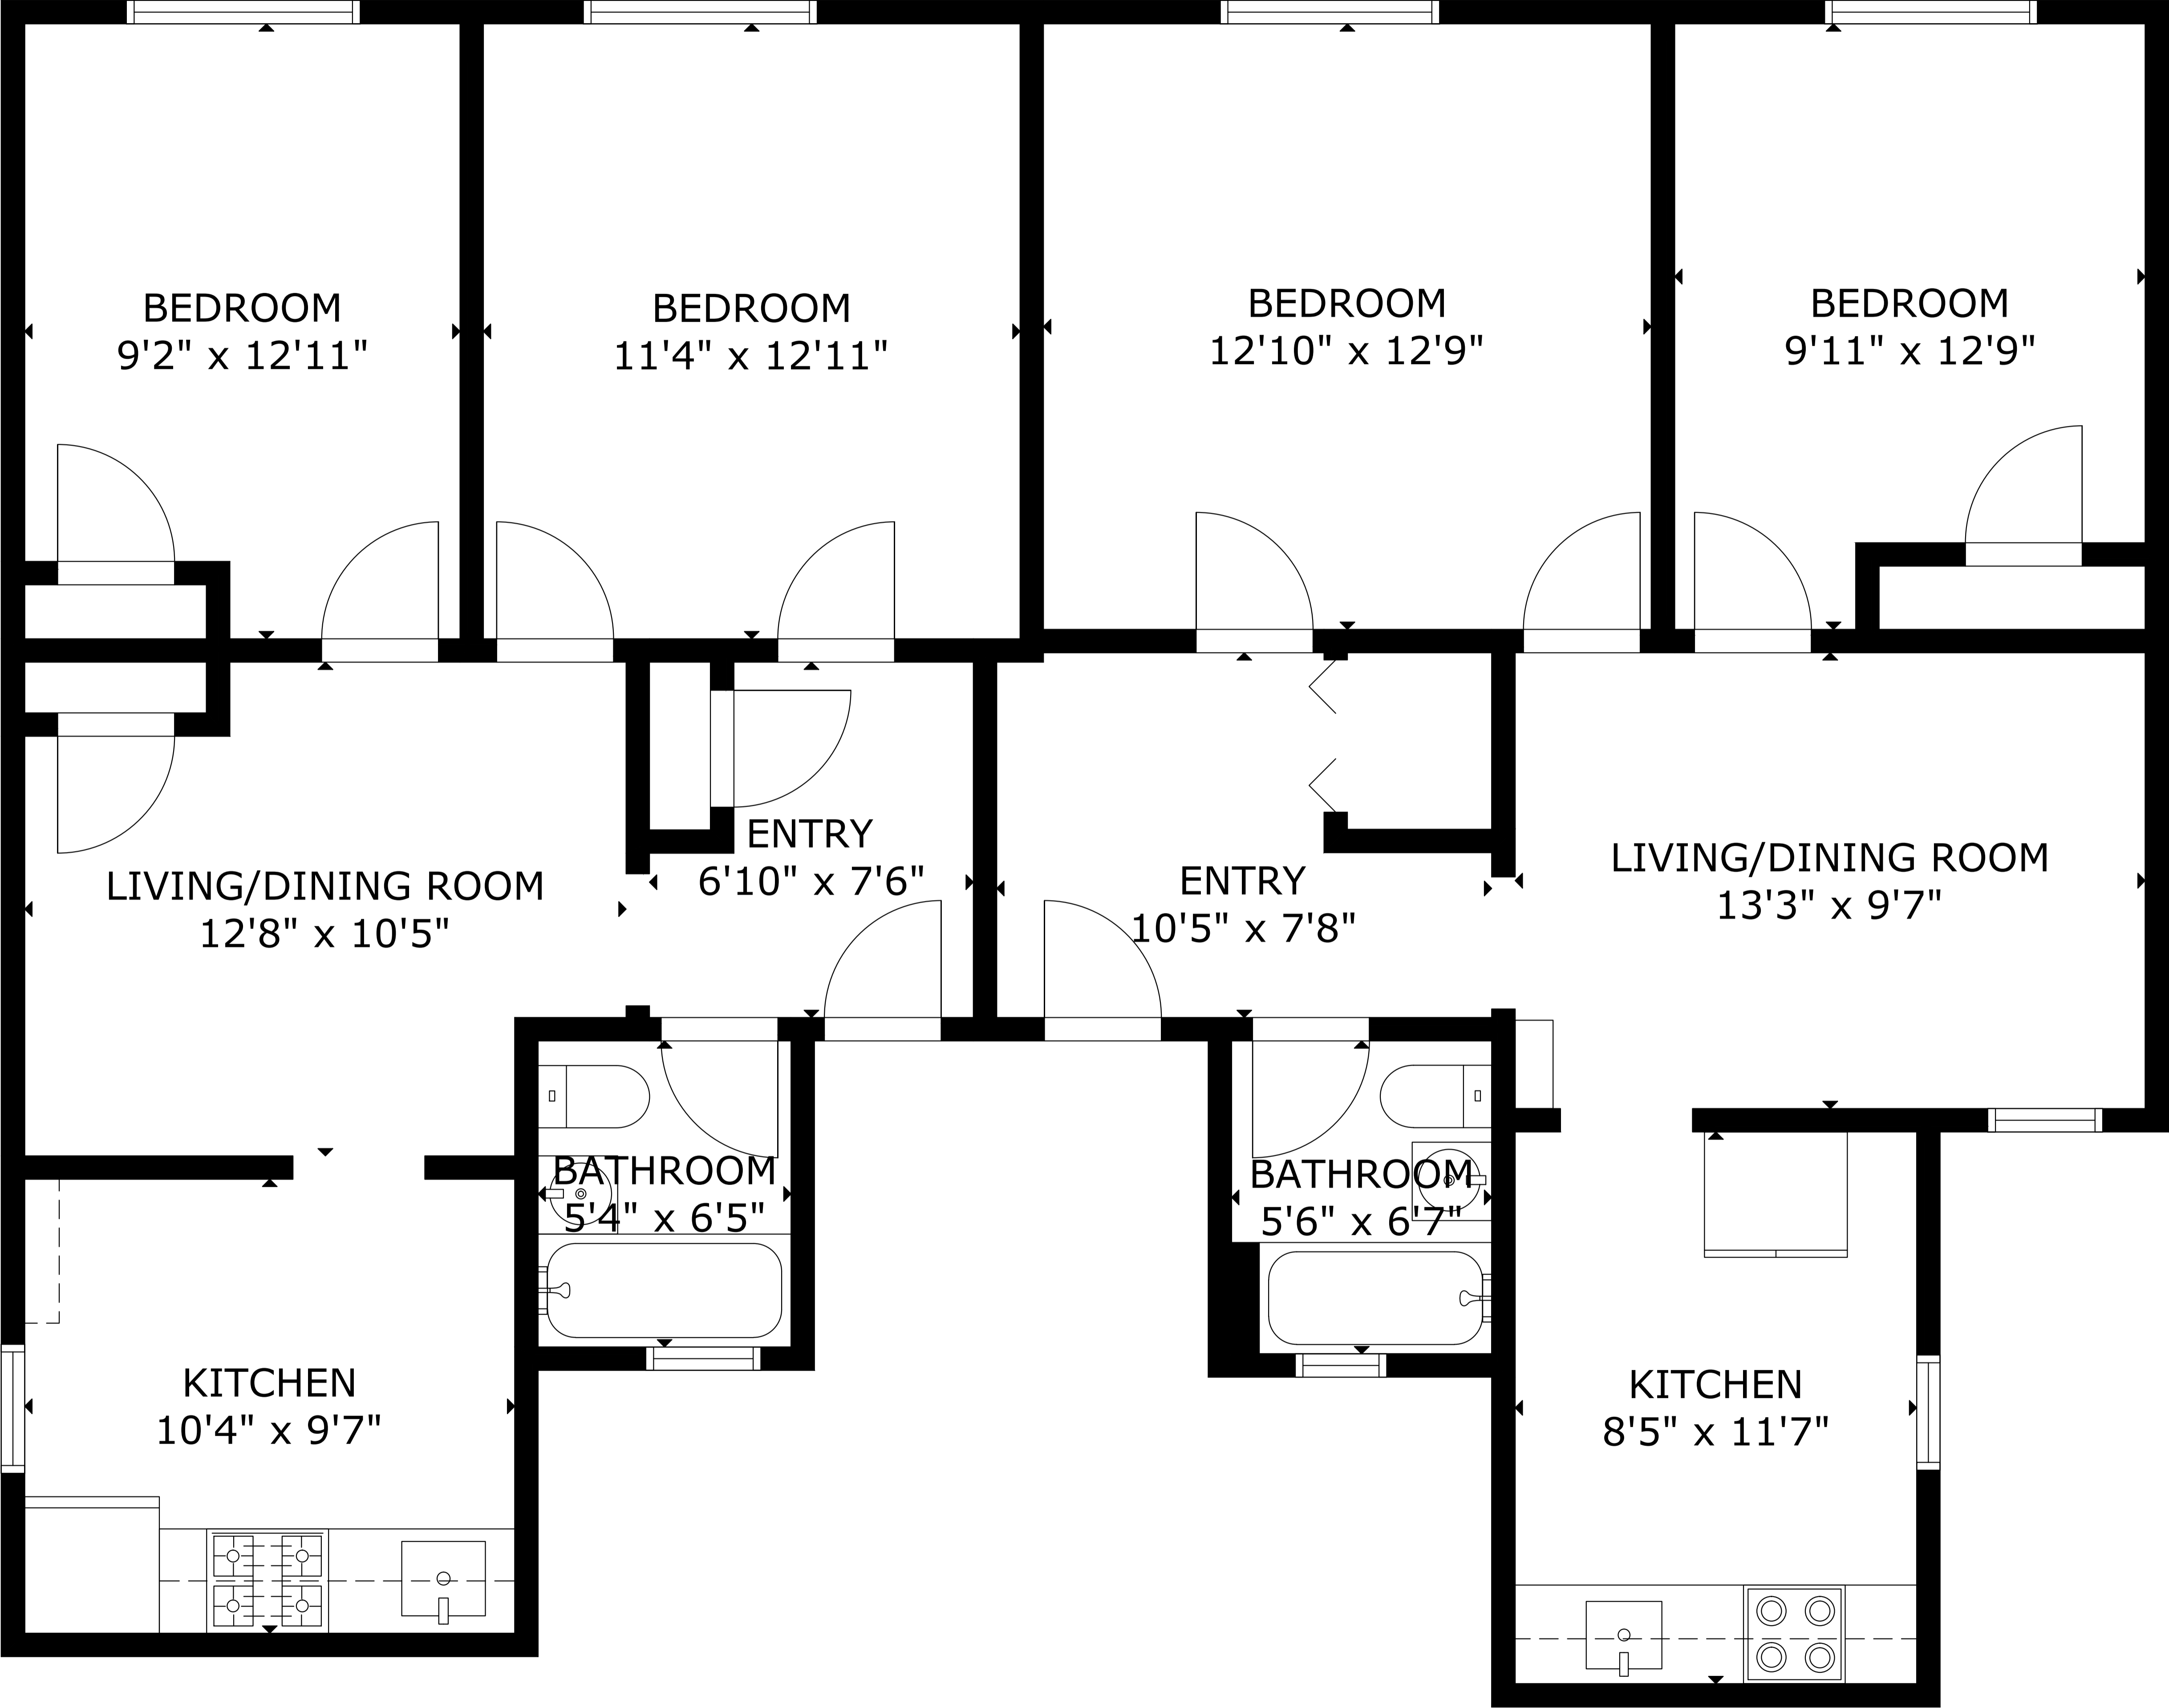 BEDROOM
9'2" x 12'11"
BEDROOM
11'4" x 12'11"
BEDROOM
12'10" x 12'9"
BEDROOM
9'11" x 12'9"
LIVING/DINING ROOM
12'8" x 10'5"
ENTRY
6'10" x 7'6"
ENTRY
10'5" x 7'8"
LIVING/DINING ROOM
13'3" x 9'7"
BATHROOM
5'4" x 6'5"
BATHROOM
5'6" x 6'7"
KITCHEN
10'4" x 9'7"
KITCHEN
8'5" x 11'7"